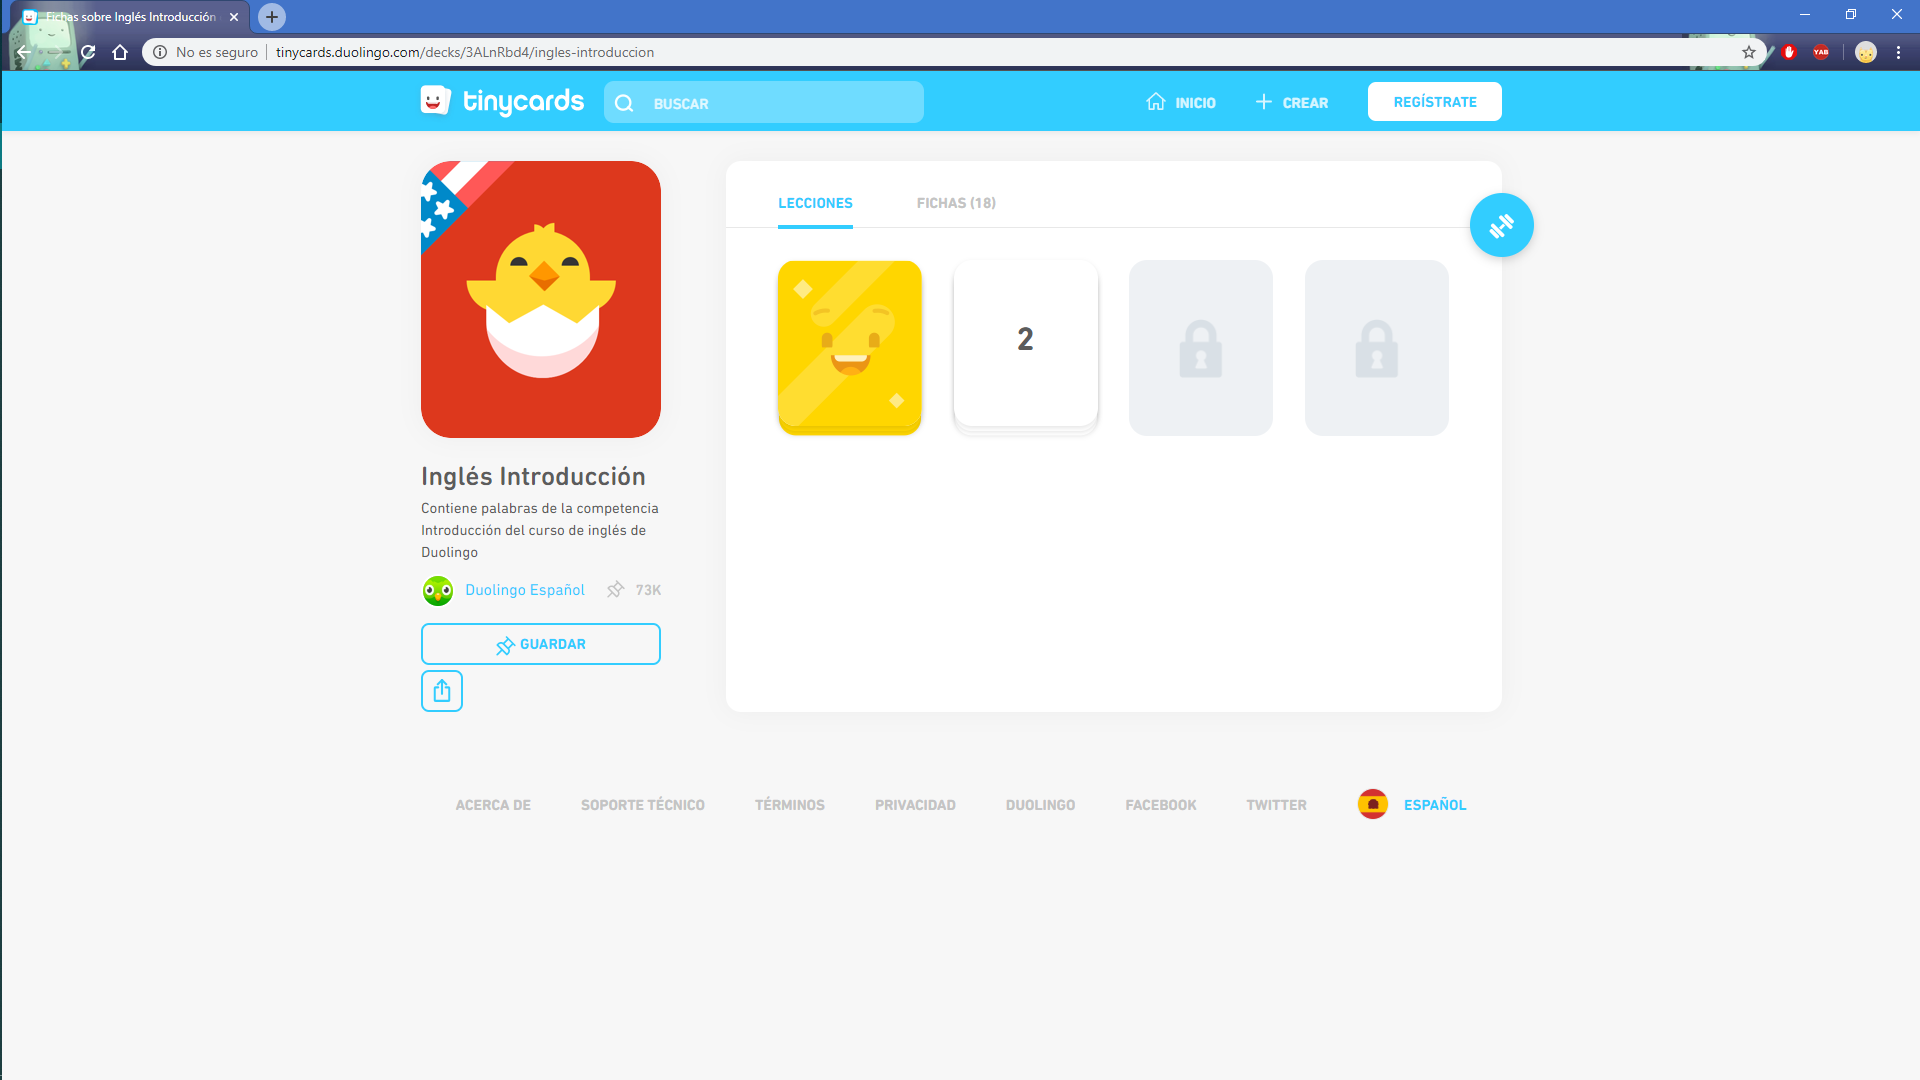 Fichas sobre Inglés Introducción
No es seguro
tinycards.duolingo.com/decks/3ALnRbd4/ingles-introduccion
YAB
tinycards
BUSCAR
INICIO
CREAR
REGÍSTRATE
LECCIONES
FICHAS (18)
2
Inglés Introducción
Contiene palabras de la competencia
Introducción del curso de inglés de
Duolingo
Duolingo Español
73K
GUARDAR
ACERCA DE
SOPORTE TÉCNICO
TÉRMINOS
PRIVACIDAD
DUOLINGO
FACEBOOK
TWITTER
ESPAÑOL